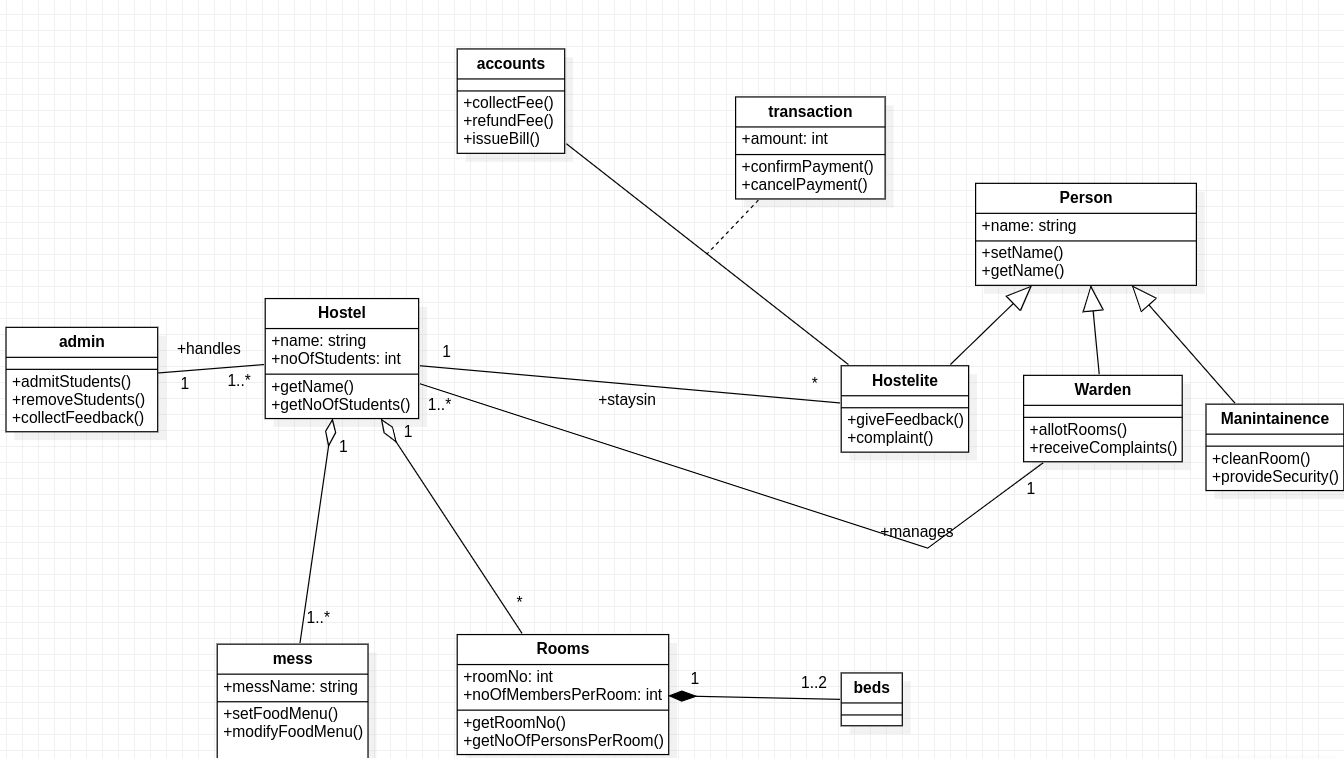 accounts
+collectFee()
+refundFee()
+issueBill()
transaction
+amount: int
+confirmPayment()
+cancelPayment()
Person
+name: string
+setName()
+getName()
admin
+admitStudents()
+removeStudents()
+collectFeedback()
+handles
1
1..*
Hostel
+name: string
+noOfStudents: int
+getName()
+getNoOfStudents()
1
*
+staysin
1..*
Hostelite
+giveFeedback()
+complaint()
Warden
+allotRooms()
+receiveComplaints()
Manintainence
+cleanRoom()
+provideSecurity()
1
1
1
+manages
1..*
*
mess
+messName: string
+setFoodMenu()
+modifyFoodMenu()
Rooms
+roomNo: int
+noOfMembersPerRoom: int
+getRoomNo()
+getNoOfPersonsPerRoom()
1
1..2
beds